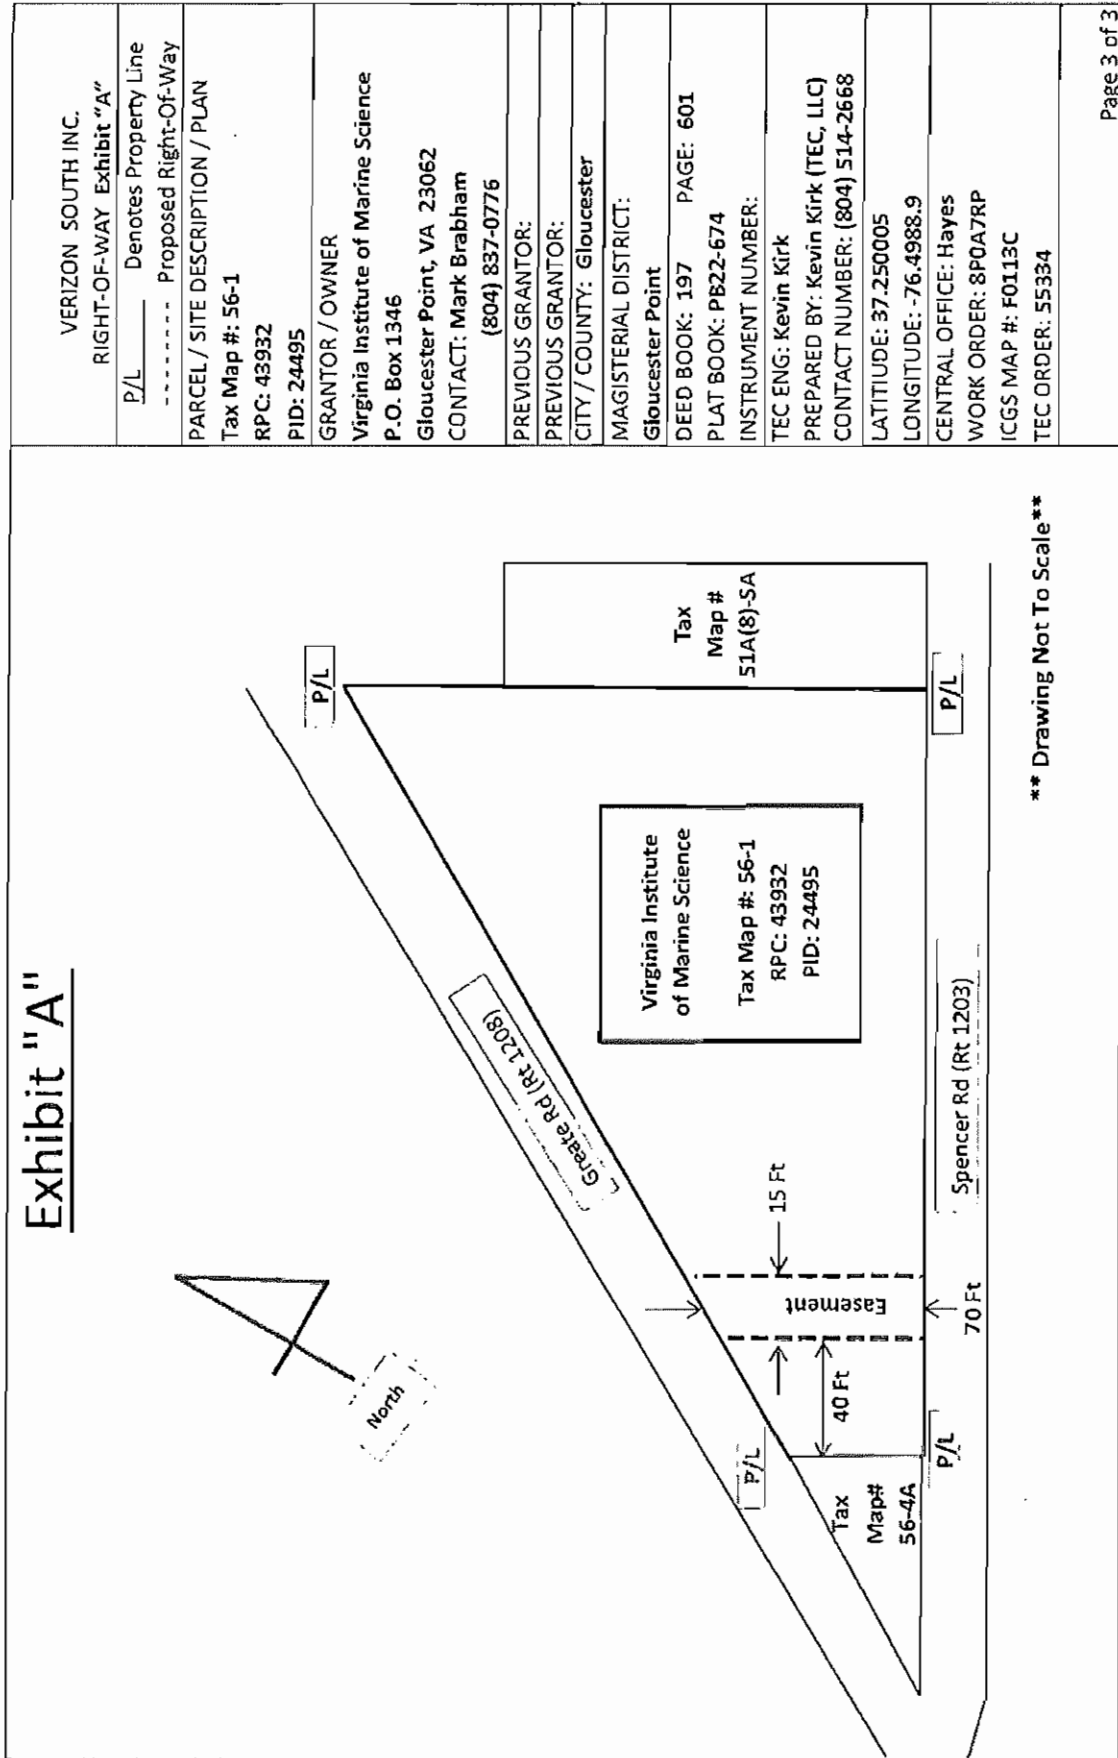 Exhibit "A"
North
Greate Rd (Rt 1208)
P/L
P/L
Tax
Map#
56-4A
P/L
40 Ft
Easement
15 Ft
70 Ft
Virginia Institute
of Marine Science
Tax Map #: 56-1
RPC: 43932
PID: 24495
Tax
Map #
51A(8)-SA
P/L
Spencer Rd (Rt 1203)
** Drawing Not To Scale**
VERIZON SOUTH INC.
RIGHT-OF-WAY Exhibit "A"
P/L Denotes Property Line
------- Proposed Right-Of-Way
PARCEL / SITE DESCRIPTION / PLAN
Tax Map #: 56-1
RPC: 43932
PID: 24495
GRANTOR / OWNER
Virginia Institute of Marine Science
P.O. Box 1346
Gloucester Point, VA 23062
CONTACT: Mark Brabham
(804) 837-0776
PREVIOUS GRANTOR:
PREVIOUS GRANTOR:
CITY / COUNTY: Gloucester
MAGISTERIAL DISTRICT:
Gloucester Point
DEED BOOK: 197 PAGE: 601
PLAT BOOK: PB22-674
INSTRUMENT NUMBER:
TEC ENG: Kevin Kirk
PREPARED BY: Kevin Kirk (TEC, LLC)
CONTACT NUMBER: (804) 514-2668
LATITUDE: 37.250005
LONGITUDE: -76.4988.9
CENTRAL OFFICE: Hayes
WORK ORDER: 8P0A7RP
ICGS MAP #: F0113C
TEC ORDER: 55334
Page 3 of 3